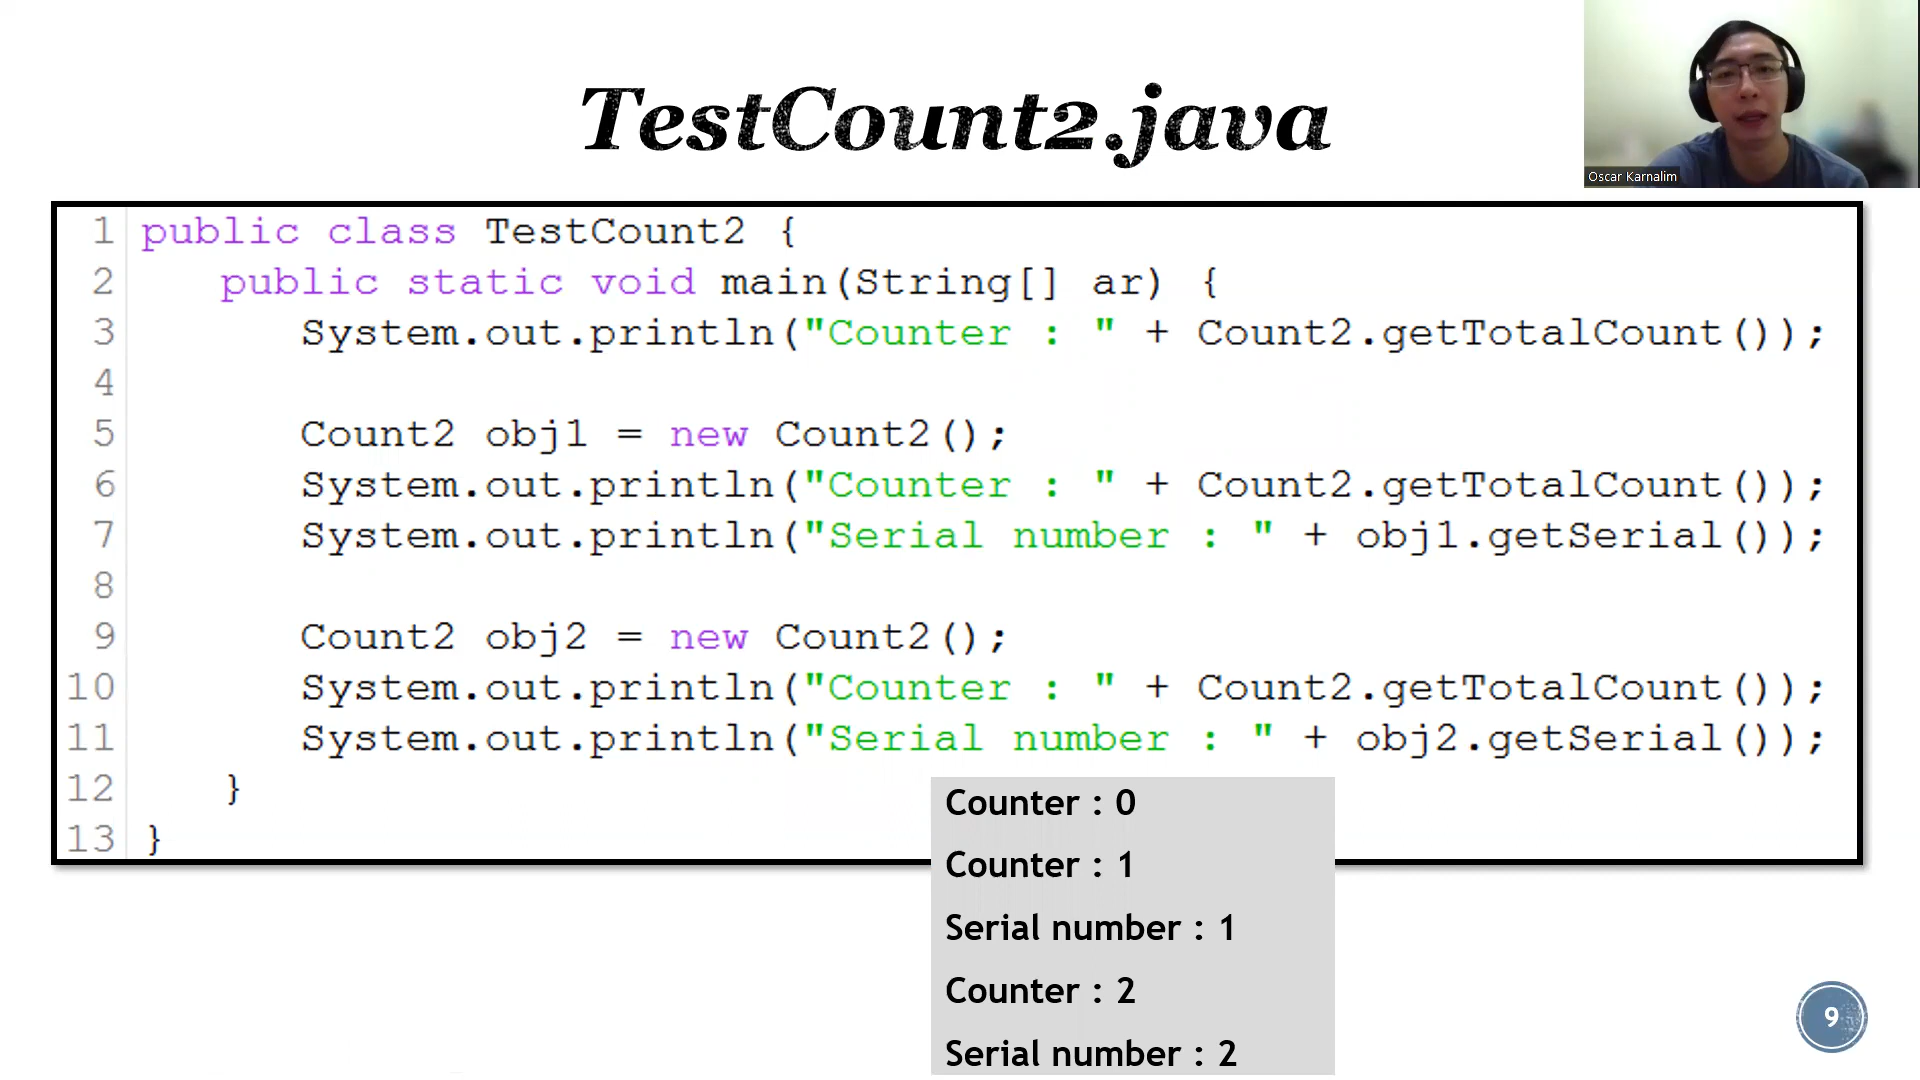 TestCount2.java
Oscar Karnalim
1 public class TestCount2 {
2     public static void main(String[] ar) {
3         System.out.println("Counter : " + Count2.getTotalCount());
4
5         Count2 obj1 = new Count2();
6         System.out.println("Counter : " + Count2.getTotalCount());
7         System.out.println("Serial number : " + obj1.getSerial());
8
9         Count2 obj2 = new Count2();
10         System.out.println("Counter : " + Count2.getTotalCount());
11         System.out.println("Serial number : " + obj2.getSerial());
12     }
13 }
Counter : 0
Counter : 1
Serial number : 1
Counter : 2
Serial number : 2
9